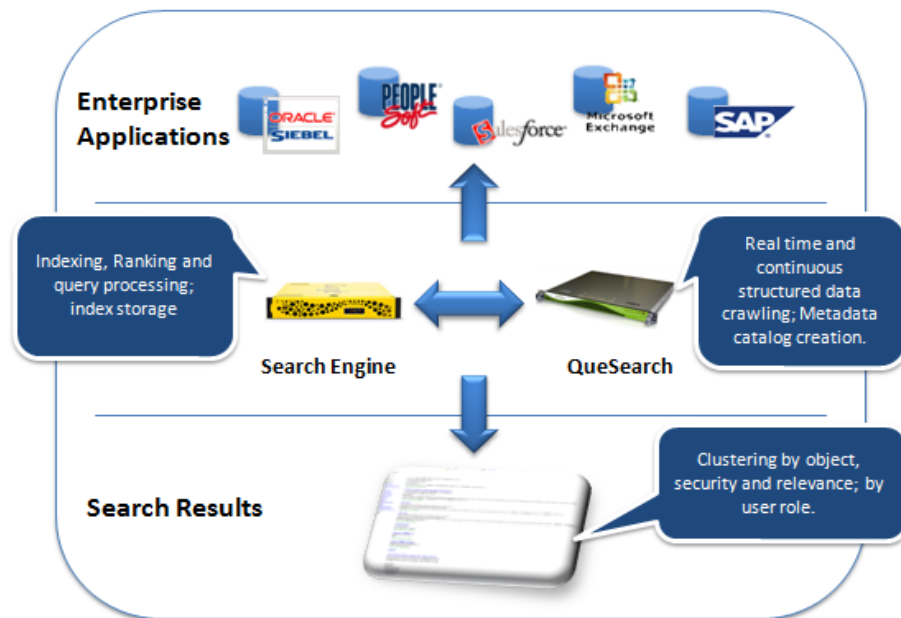 Enterprise
Applications
ORACLE
SIEBEL
PEOPLE
Soft
salesforce
Microsoft
Exchange
SAP
Indexing, Ranking and
query processing;
index storage
Real time and
continuous
structured data
crawling; Metadada
catalog creation.
Search Engine
QueSearch
Clustering by object,
security and relevance; by
user role.
Search Results